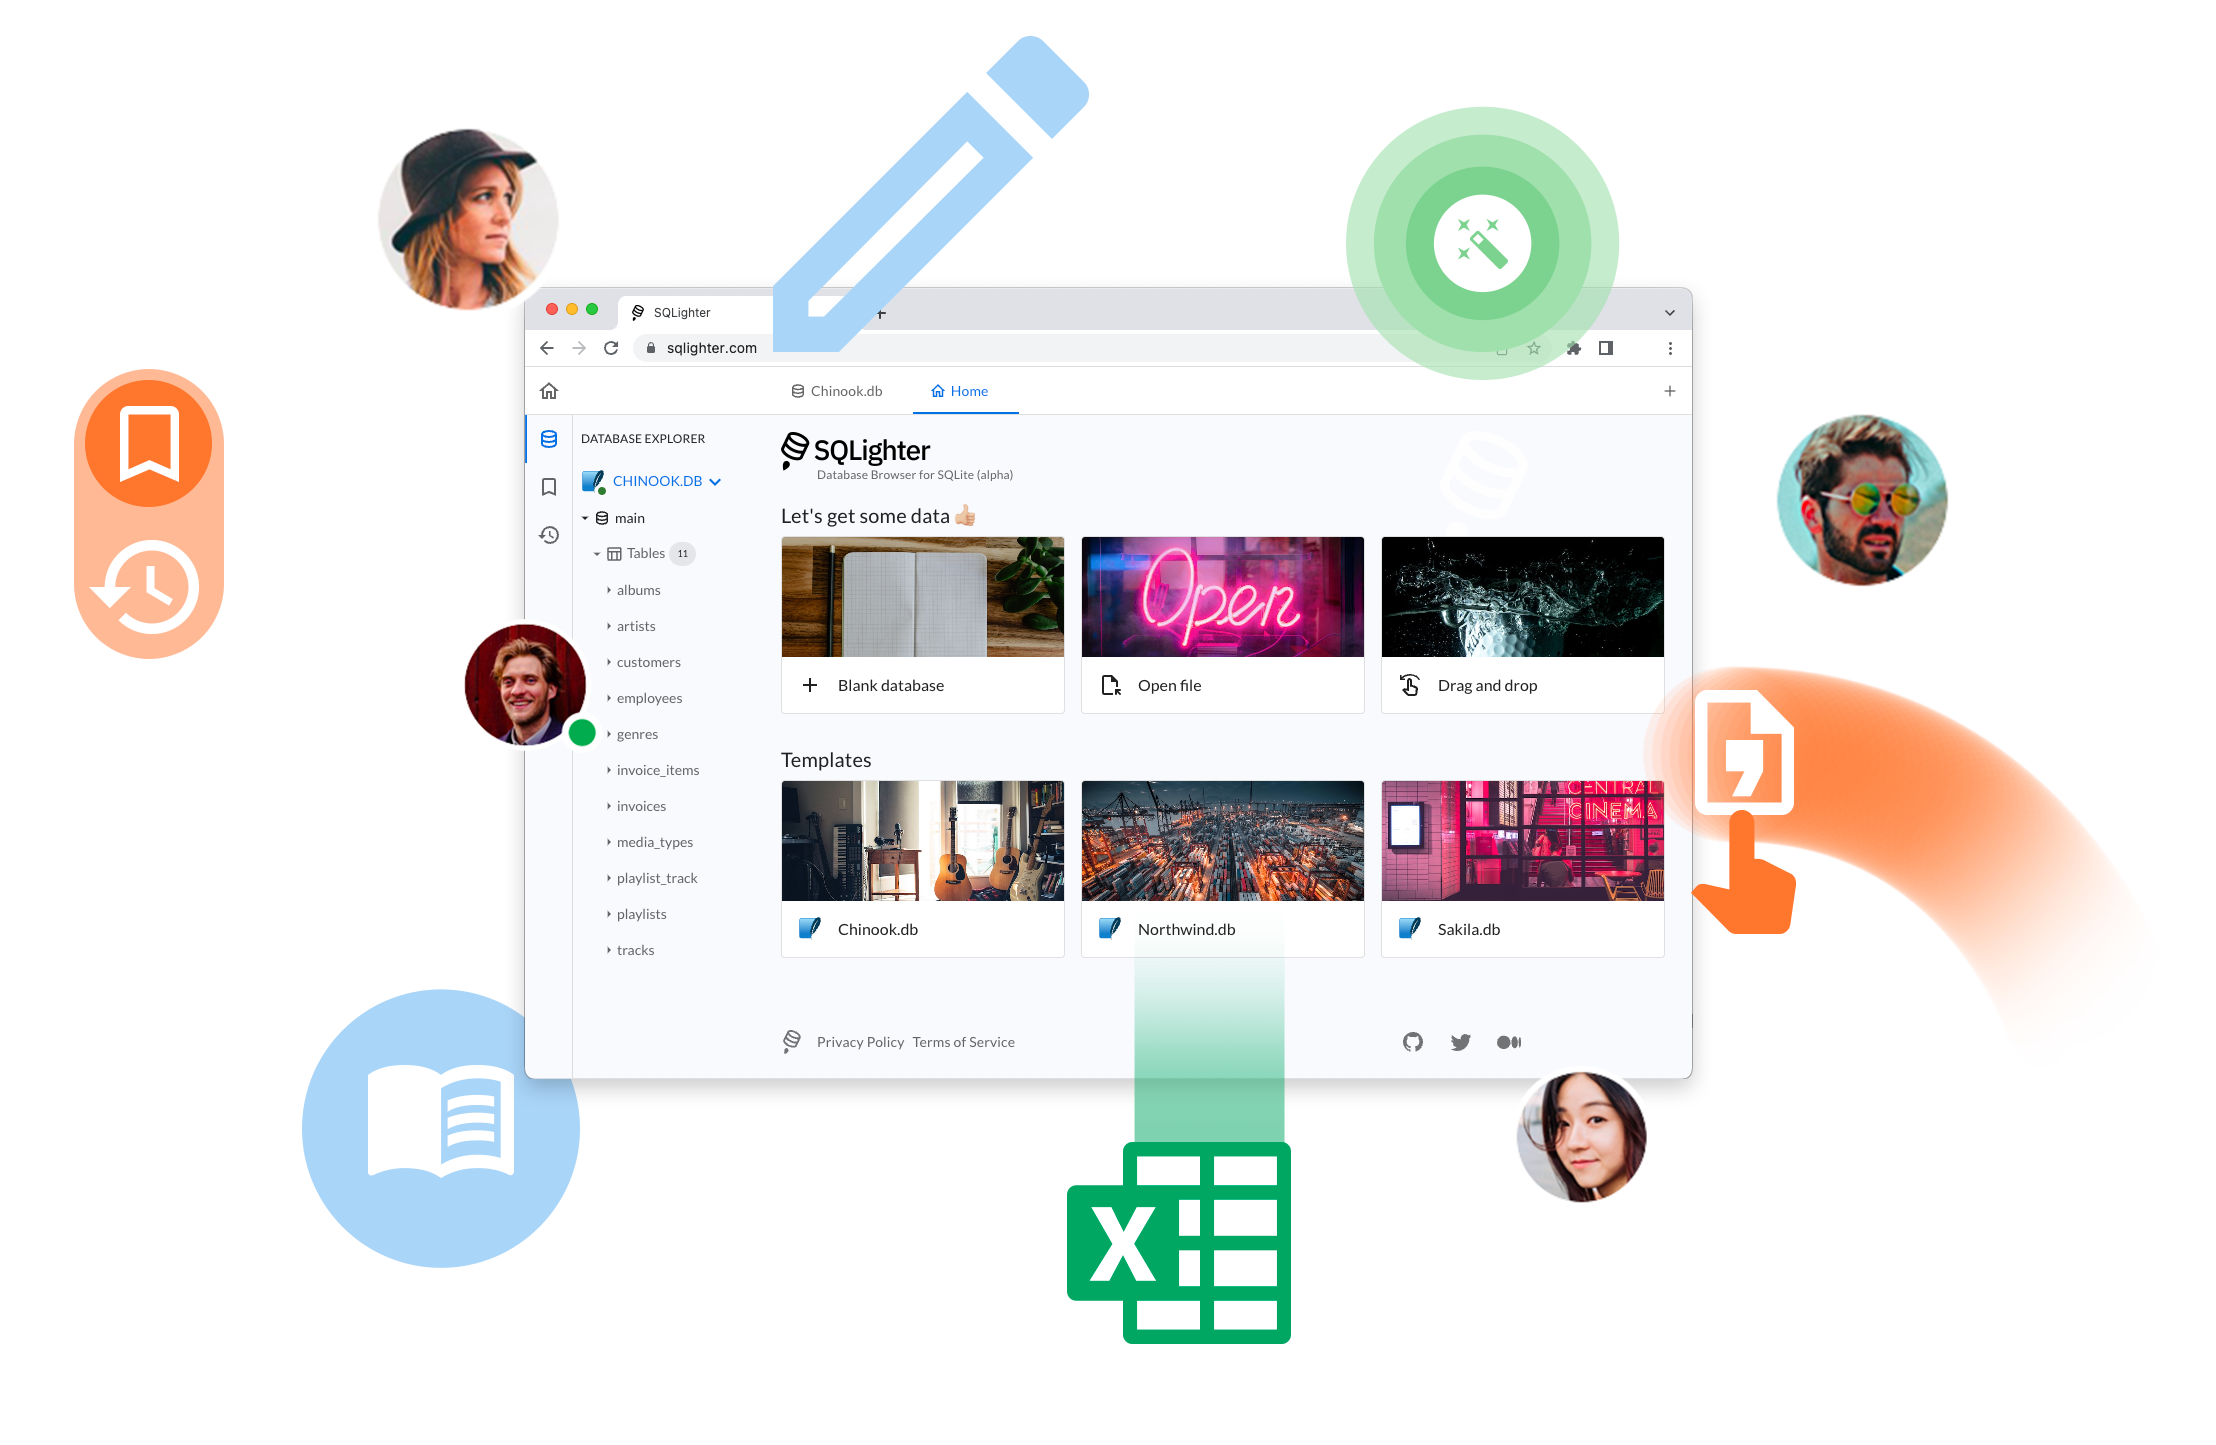 SQLighter
sqlighter.com
Chinook.db
Home
DATABASE EXPLORER
CHINOOK.DB
main
Tables 11
albums
artists
customers
employees
genres
invoice_items
invoices
media_types
playlist_track
playlists
tracks
SQLighter
Database Browser for SQLite (alpha)
Let's get some data 👍🏼
Open
Blank database
Open file
Drag and drop
Templates
CENTRAL
CINEMA
Chinook.db
Northwind.db
Sakila.db
Privacy Policy Terms of Service
X